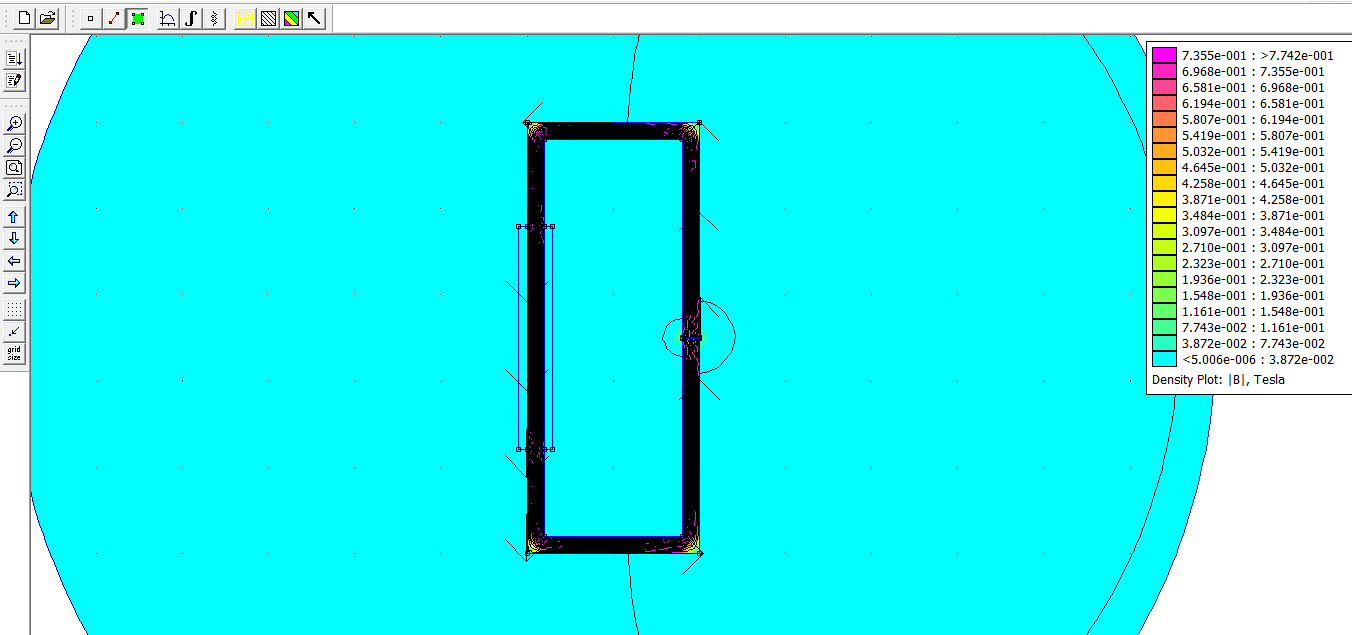 7.355e-001 : >7.742e-001
6.968e-001 : 7.355e-001
6.581e-001 : 6.968e-001
6.194e-001 : 6.581e-001
5.807e-001 : 6.194e-001
5.419e-001 : 5.807e-001
5.032e-001 : 5.419e-001
4.645e-001 : 5.032e-001
4.258e-001 : 4.645e-001
3.871e-001 : 4.258e-001
3.484e-001 : 3.871e-001
3.097e-001 : 3.484e-001
2.710e-001 : 3.097e-001
2.323e-001 : 2.710e-001
1.936e-001 : 2.323e-001
1.548e-001 : 1.936e-001
1.161e-001 : 1.548e-001
7.743e-002 : 1.161e-001
3.872e-002 : 7.743e-002
<5.006e-006 : 3.872e-002
Density Plot: |B|, Tesla
grid
size